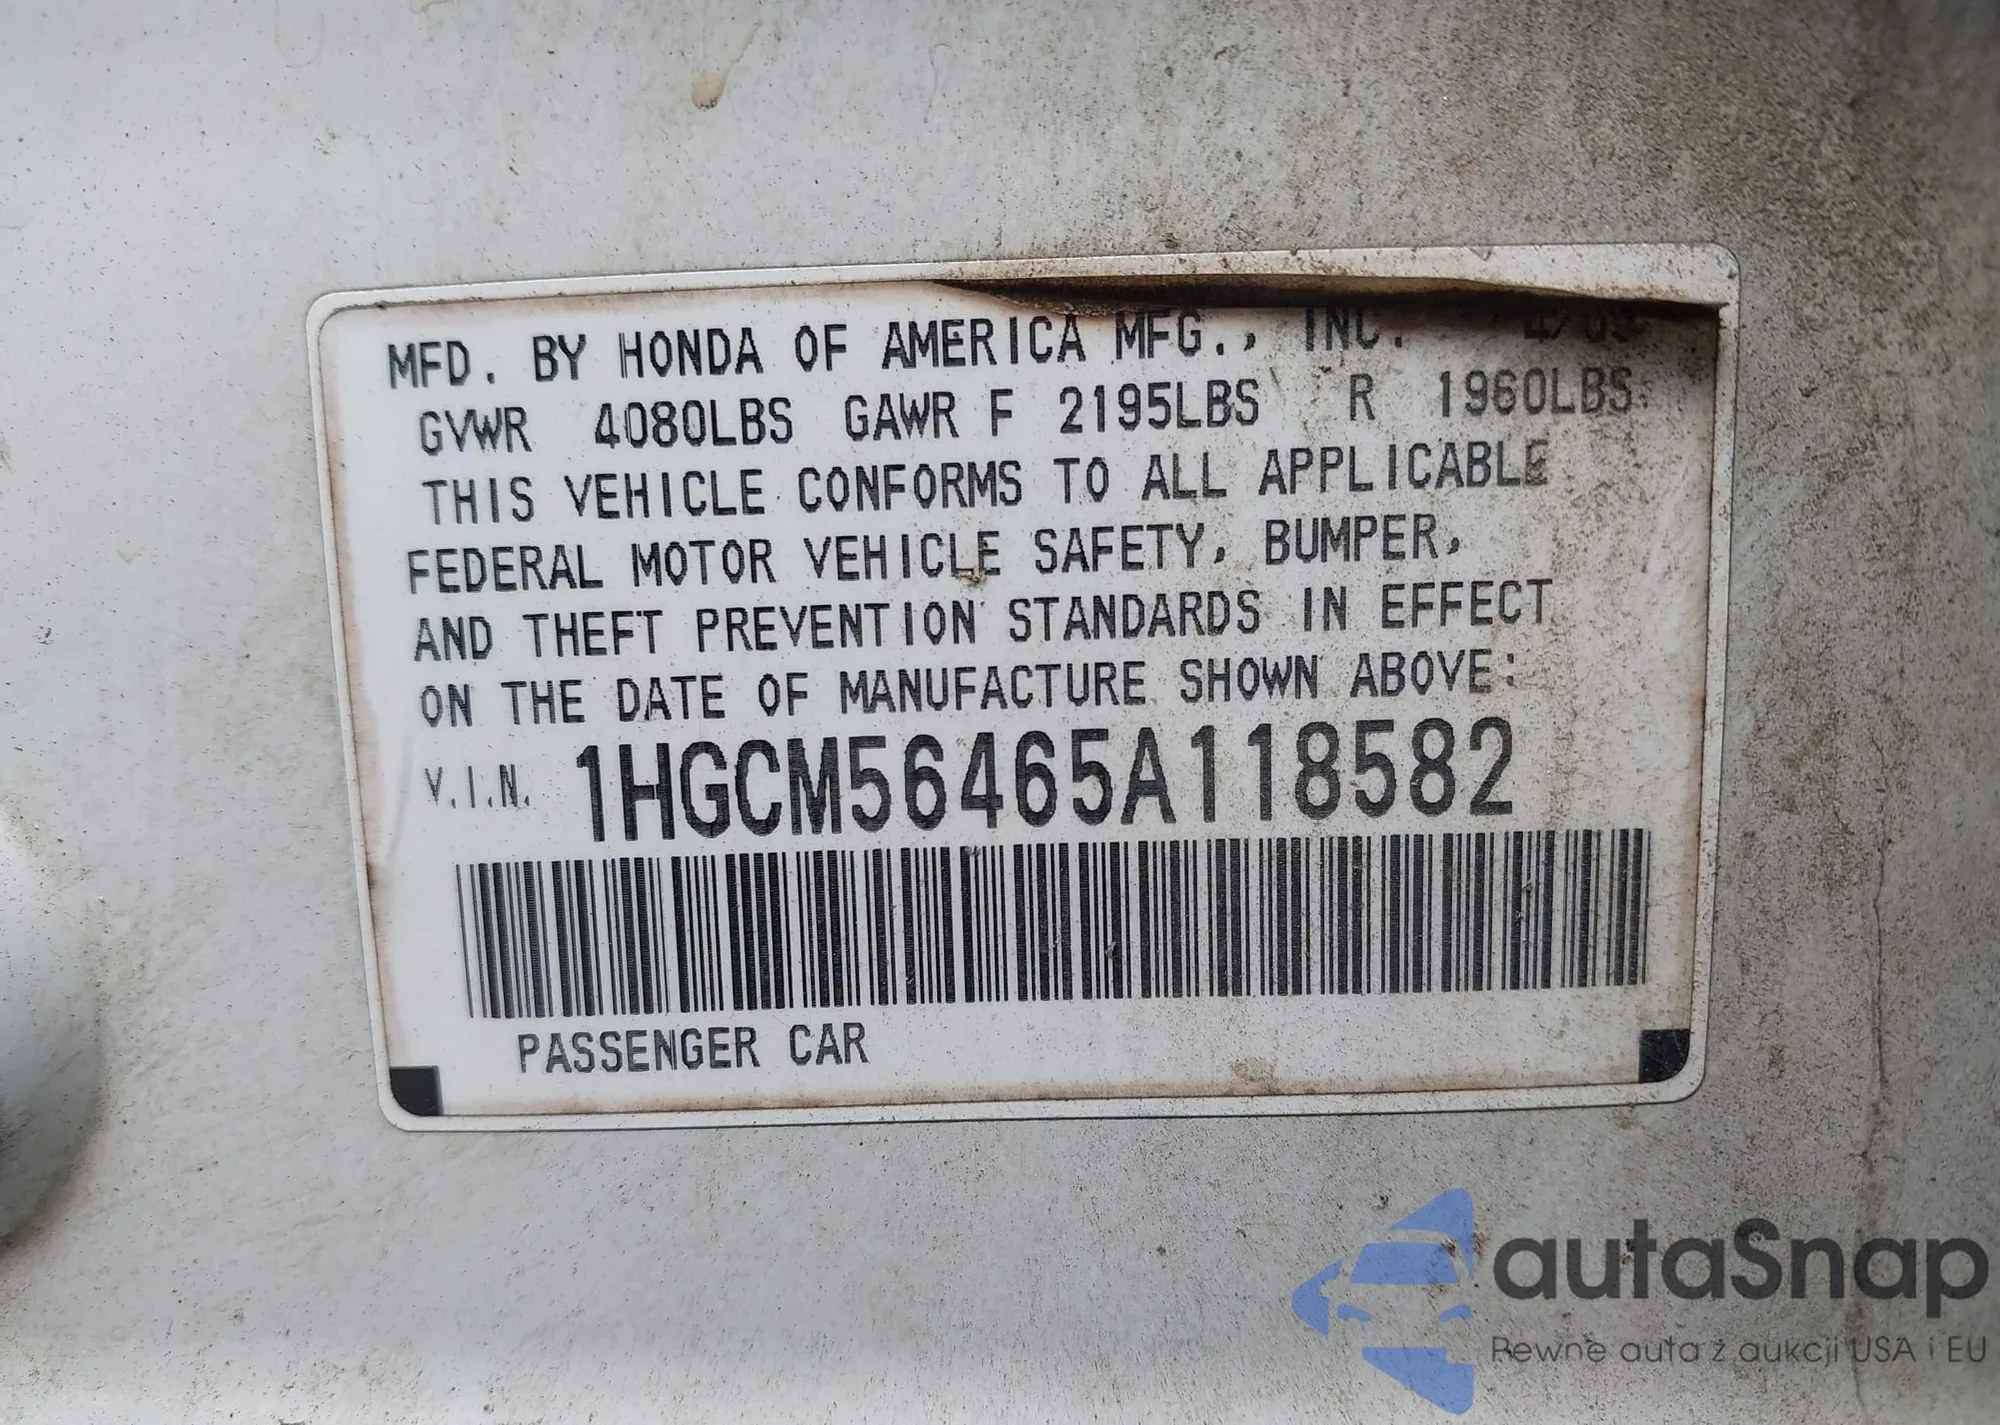 MFD. BY HONDA OF AMERICA MFG., INC. 4/05
GVWR 4080LBS GAWR F 2195LBS R 1960LBS
THIS VEHICLE CONFORMS TO ALL APPLICABLE
FEDERAL MOTOR VEHICLE SAFETY, BUMPER,
AND THEFT PREVENTION STANDARDS IN EFFECT
ON THE DATE OF MANUFACTURE SHOWN ABOVE:
V.I.N. 1HGCM56465A118582
PASSENGER CAR
autaSnap
Pewne auta z aukcji USA i EU